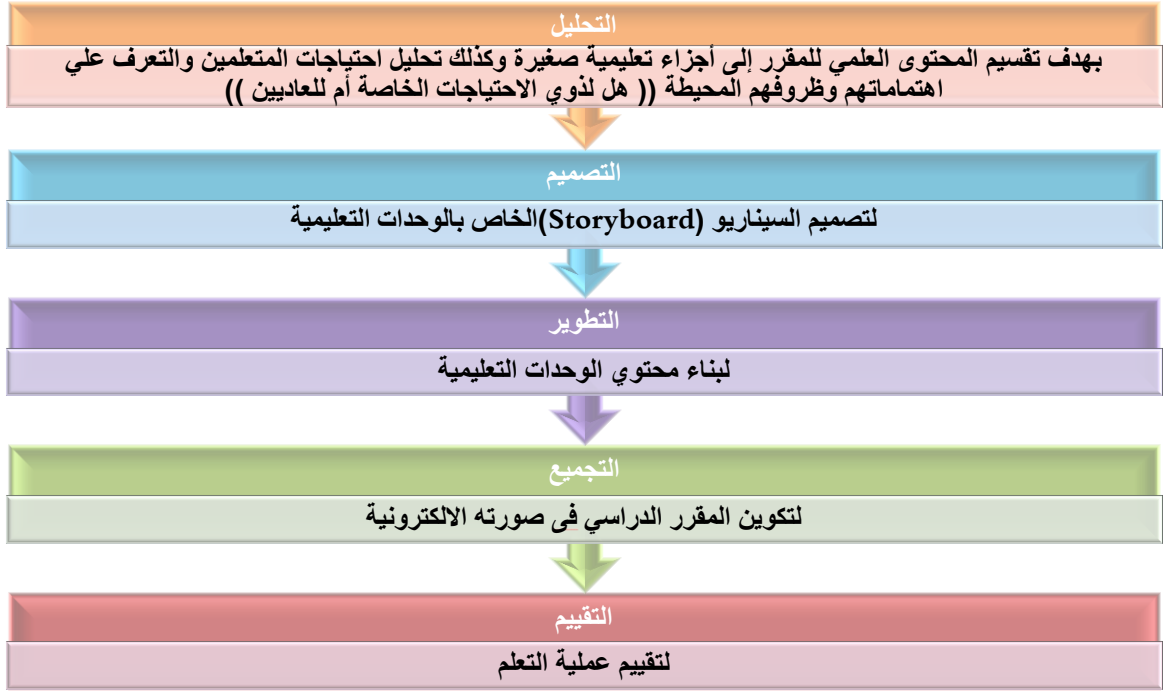 التحليل
بهدف تقسيم المحتوى العلمي للمقرر إلى أجزاء تعليمية صغيرة وكذلك تحليل احتياجات المتعلمين والتعرف علي
اهتماماتهم وظروفهم المحيطة (( هل لذوي الاحتياجات الخاصة أم للعاديين ))
التصميم
لتصميم السيناريو (Storyboard)الخاص بالوحدات التعليمية
التطوير
لبناء محتوي الوحدات التعليمية
التجميع
لتكوين المقرر الدراسي فى صورته الالكترونية
التقييم
لتقييم عملية التعلم